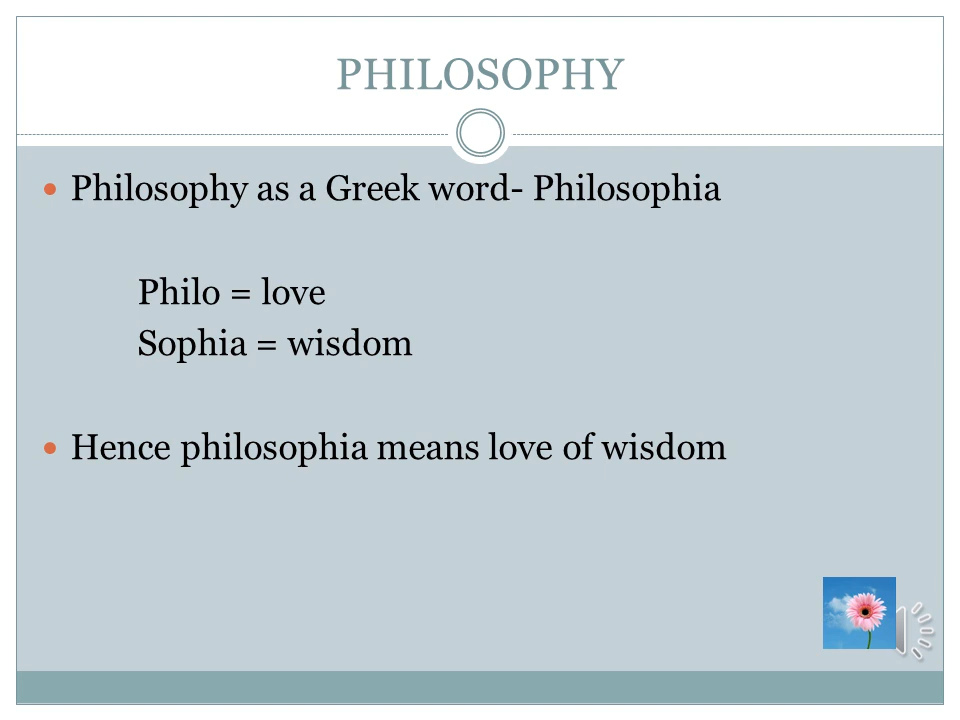 PHILOSOPHY
Philosophy as a Greek word- Philosophia
Philo = love
Sophia = wisdom
Hence philosophia means love of wisdom